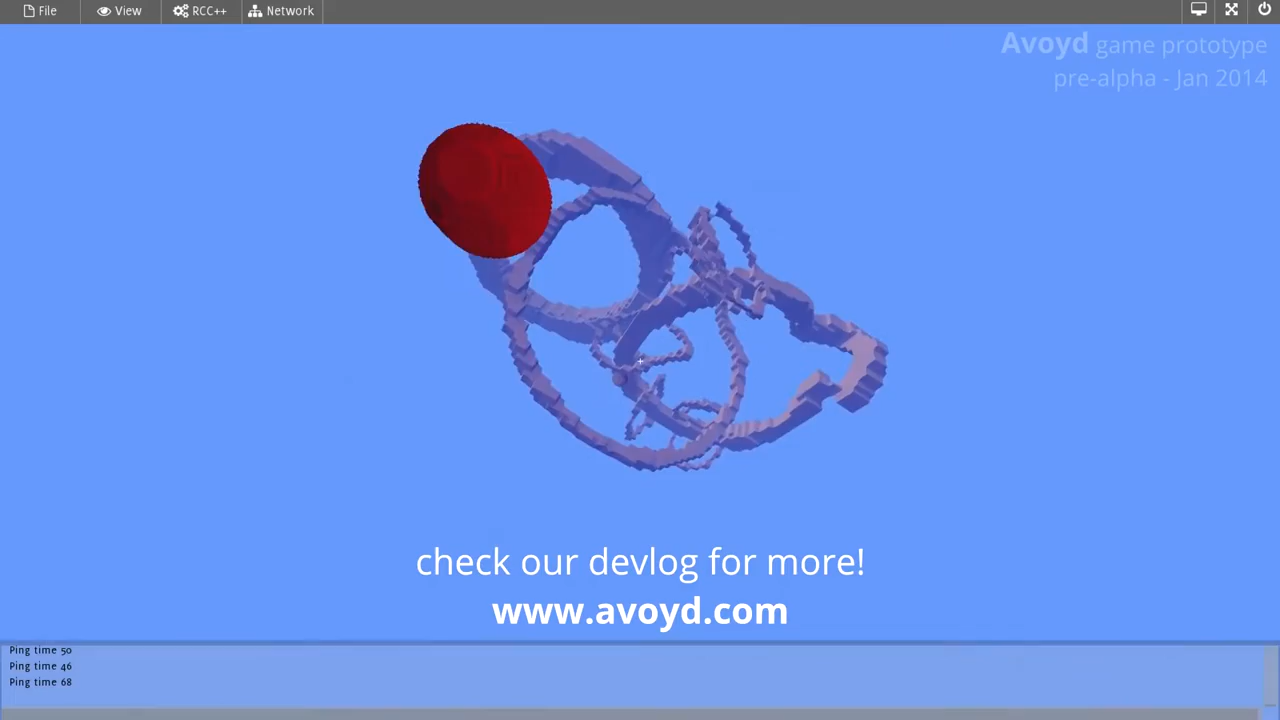 File View RCC++ Network
Avoyd game prototype
pre-alpha - Jan 2014
check our devlog for more!
www.avoyd.com
Ping time 50
Ping time 46
Ping time 68